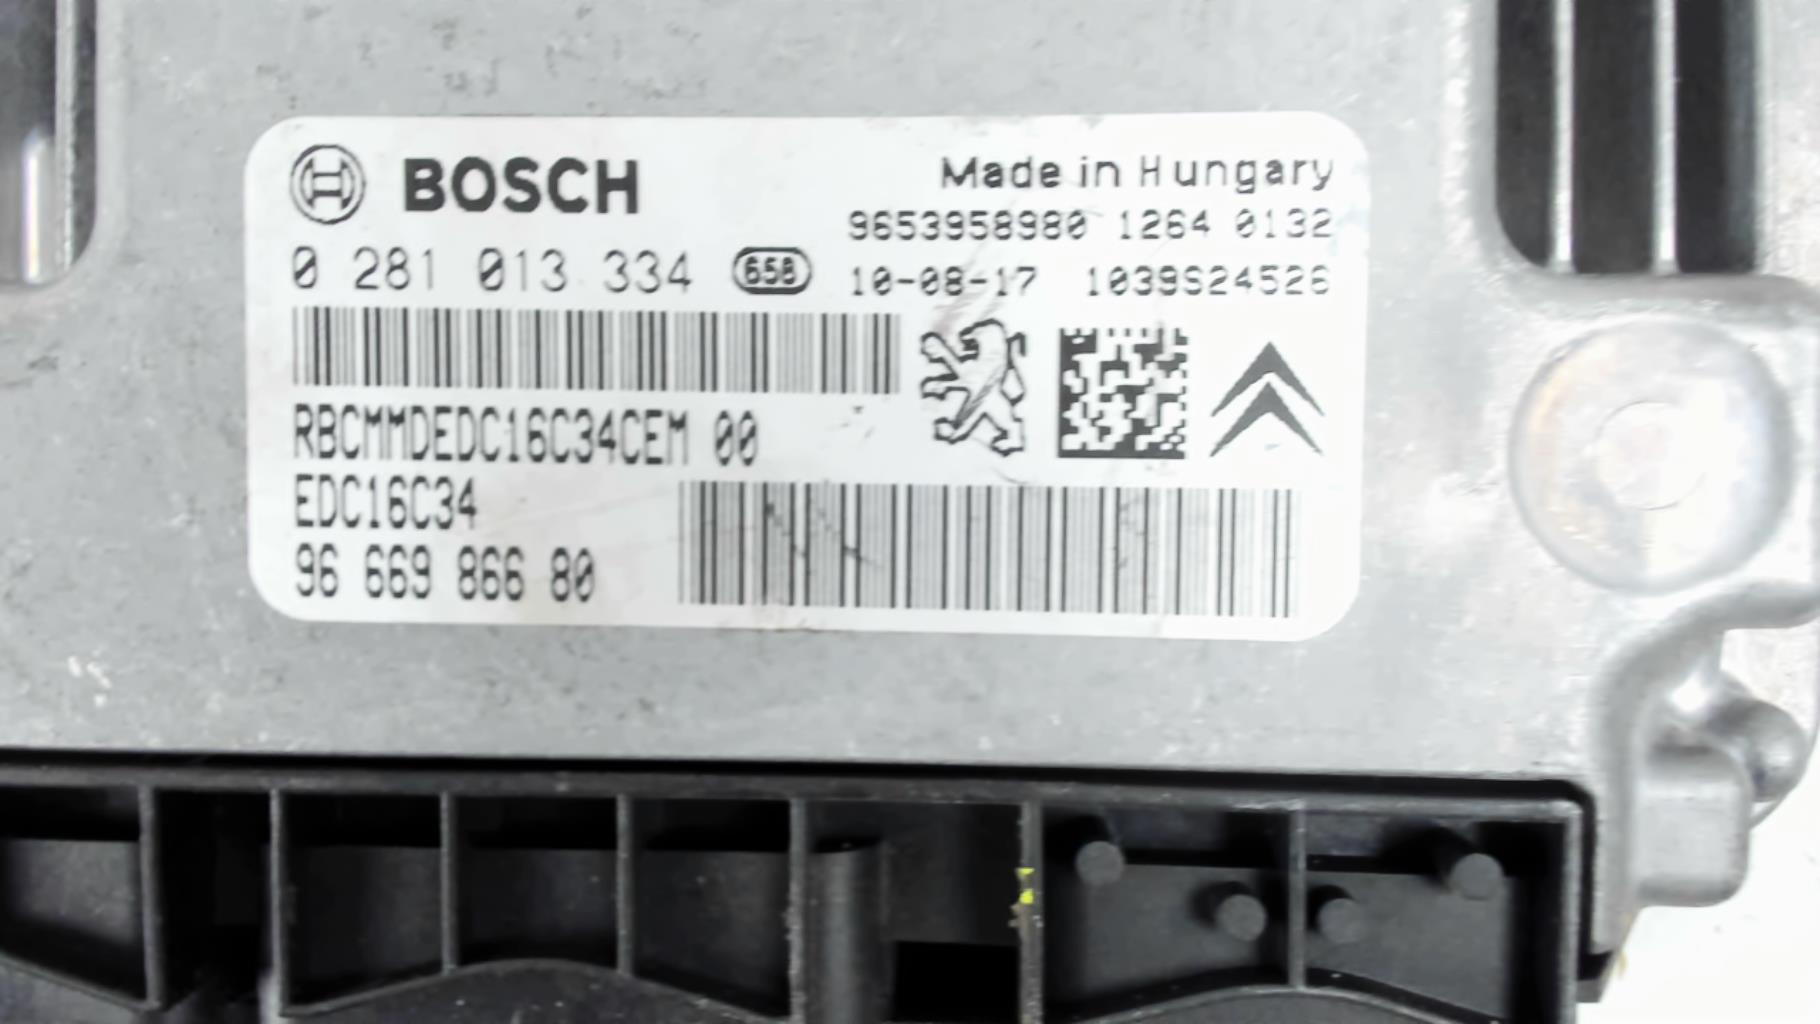 BOSCH
Made in Hungary
9653958980 1264 0132
0 281 013 334 658
10-08-17 1039S24526
RBCMMDEDC16C34CEM 00
EDC16C34
96 669 866 80